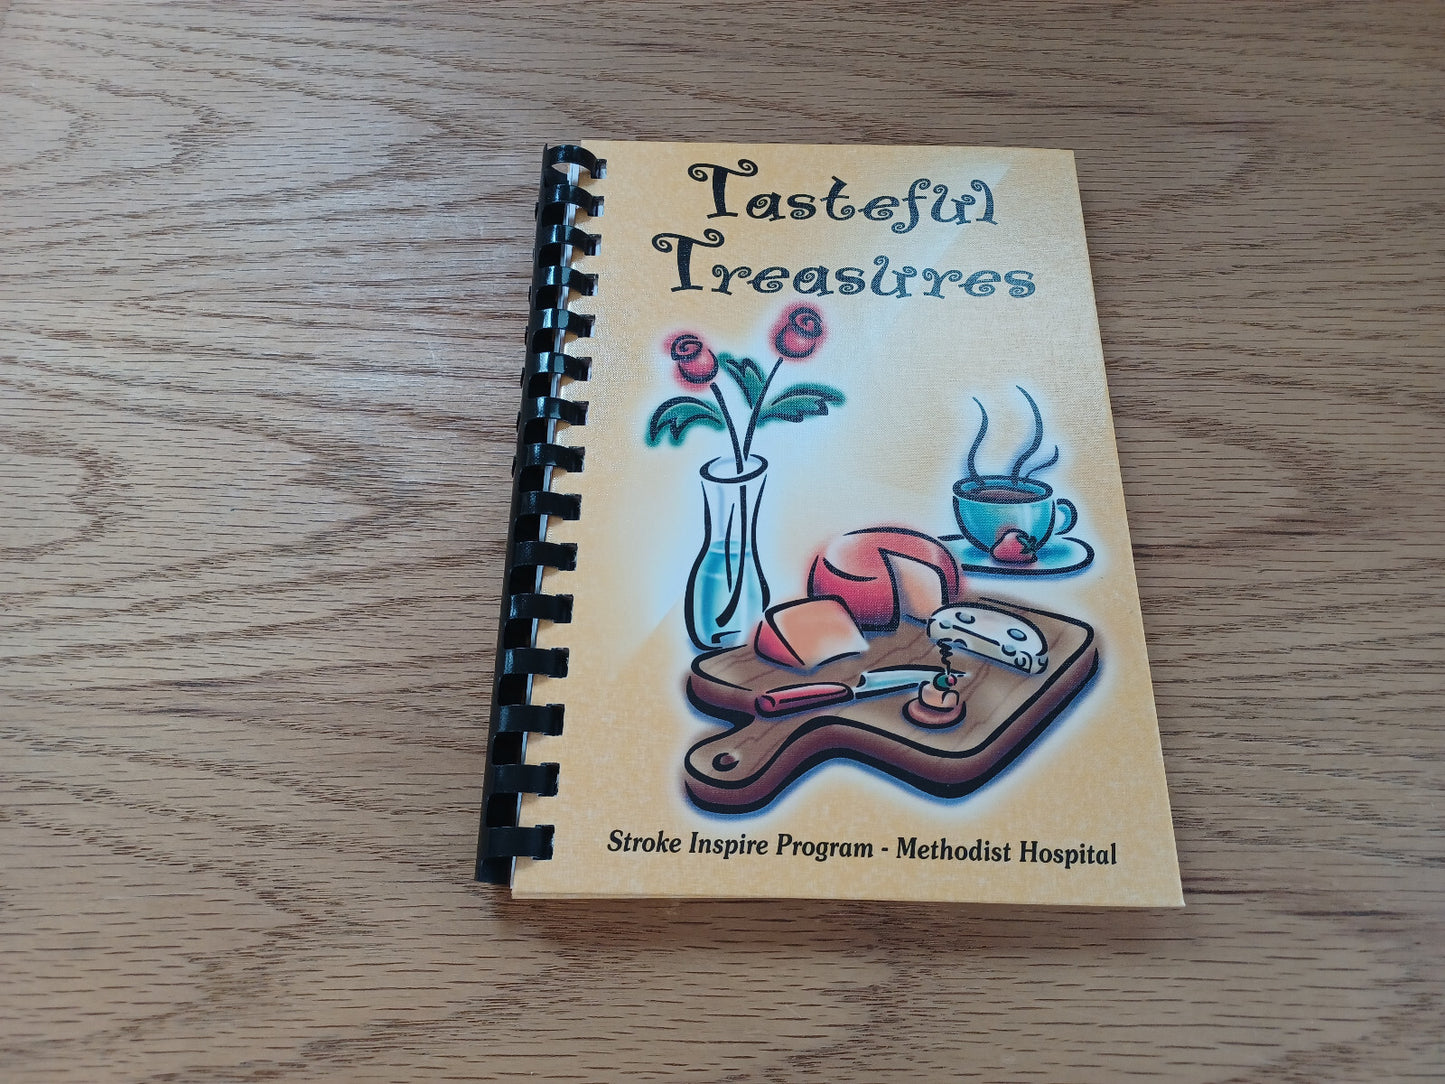 Tasteful
Treasures
Stroke Inspire Program - Methodist Hospital